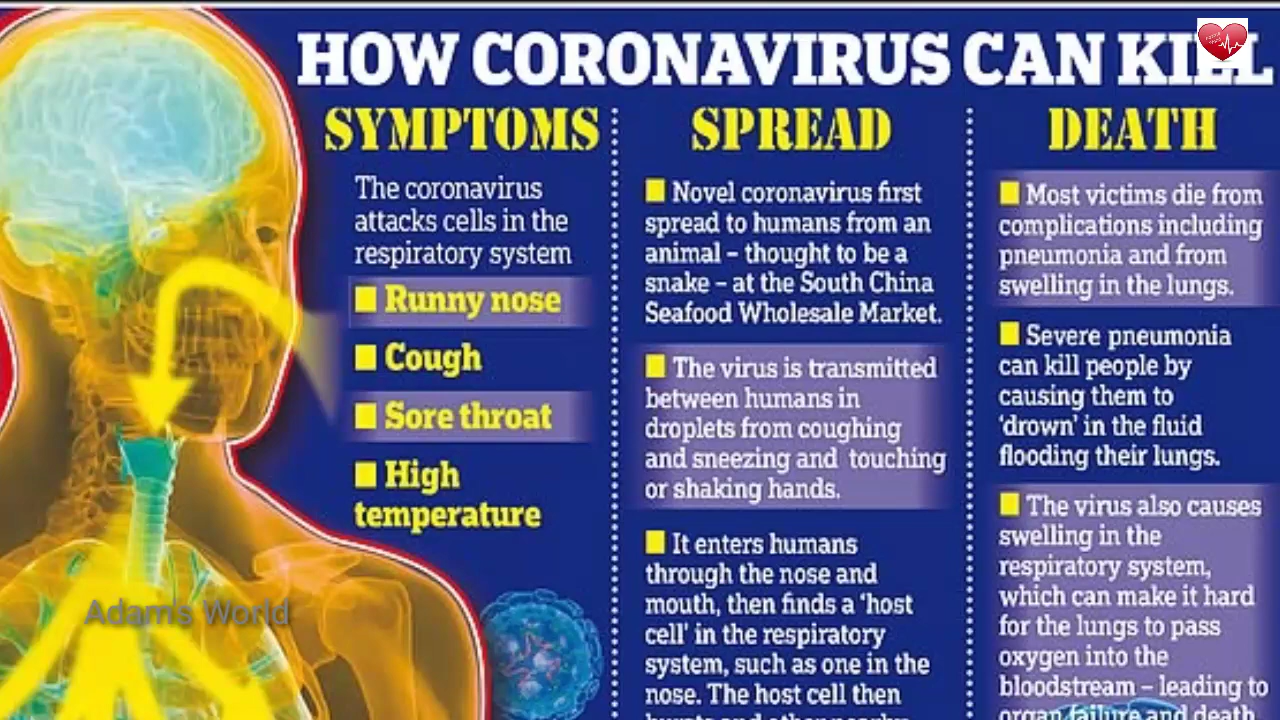 HOW CORONAVIRUS CAN KILL
SYMPTOMS
The coronavirus
attacks cells in the
respiratory system
■ Runny nose
■ Cough
■ Sore throat
■ High
temperature
SPREAD
■ Novel coronavirus first
spread to humans from an
animal – thought to be a
snake – at the South China
Seafood Wholesale Market.
■ The virus is transmitted
between humans in
droplets from coughing
and sneezing and touching
or shaking hands.
■ It enters humans
through the nose and
mouth, then finds a ‘host
cell’ in the respiratory
system, such as one in the
nose. The host cell then
DEATH
■ Most victims die from
complications including
pneumonia and from
swelling in the lungs.
■ Severe pneumonia
can kill people by
causing them to
‘drown’ in the fluid
flooding their lungs.
■ The virus also causes
swelling in the
respiratory system,
which can make it hard
for the lungs to pass
oxygen into the
bloodstream – leading to
organ failure and death
Adam's World